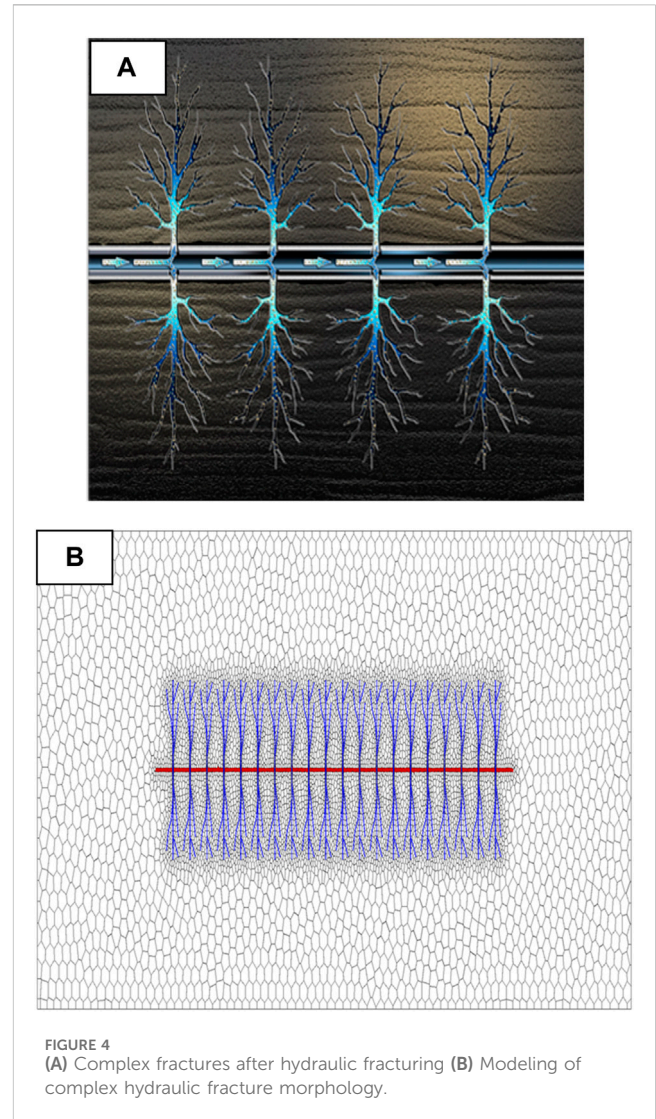 A
B
FIGURE 4
(A) Complex fractures after hydraulic fracturing (B) Modeling of
complex hydraulic fracture morphology.